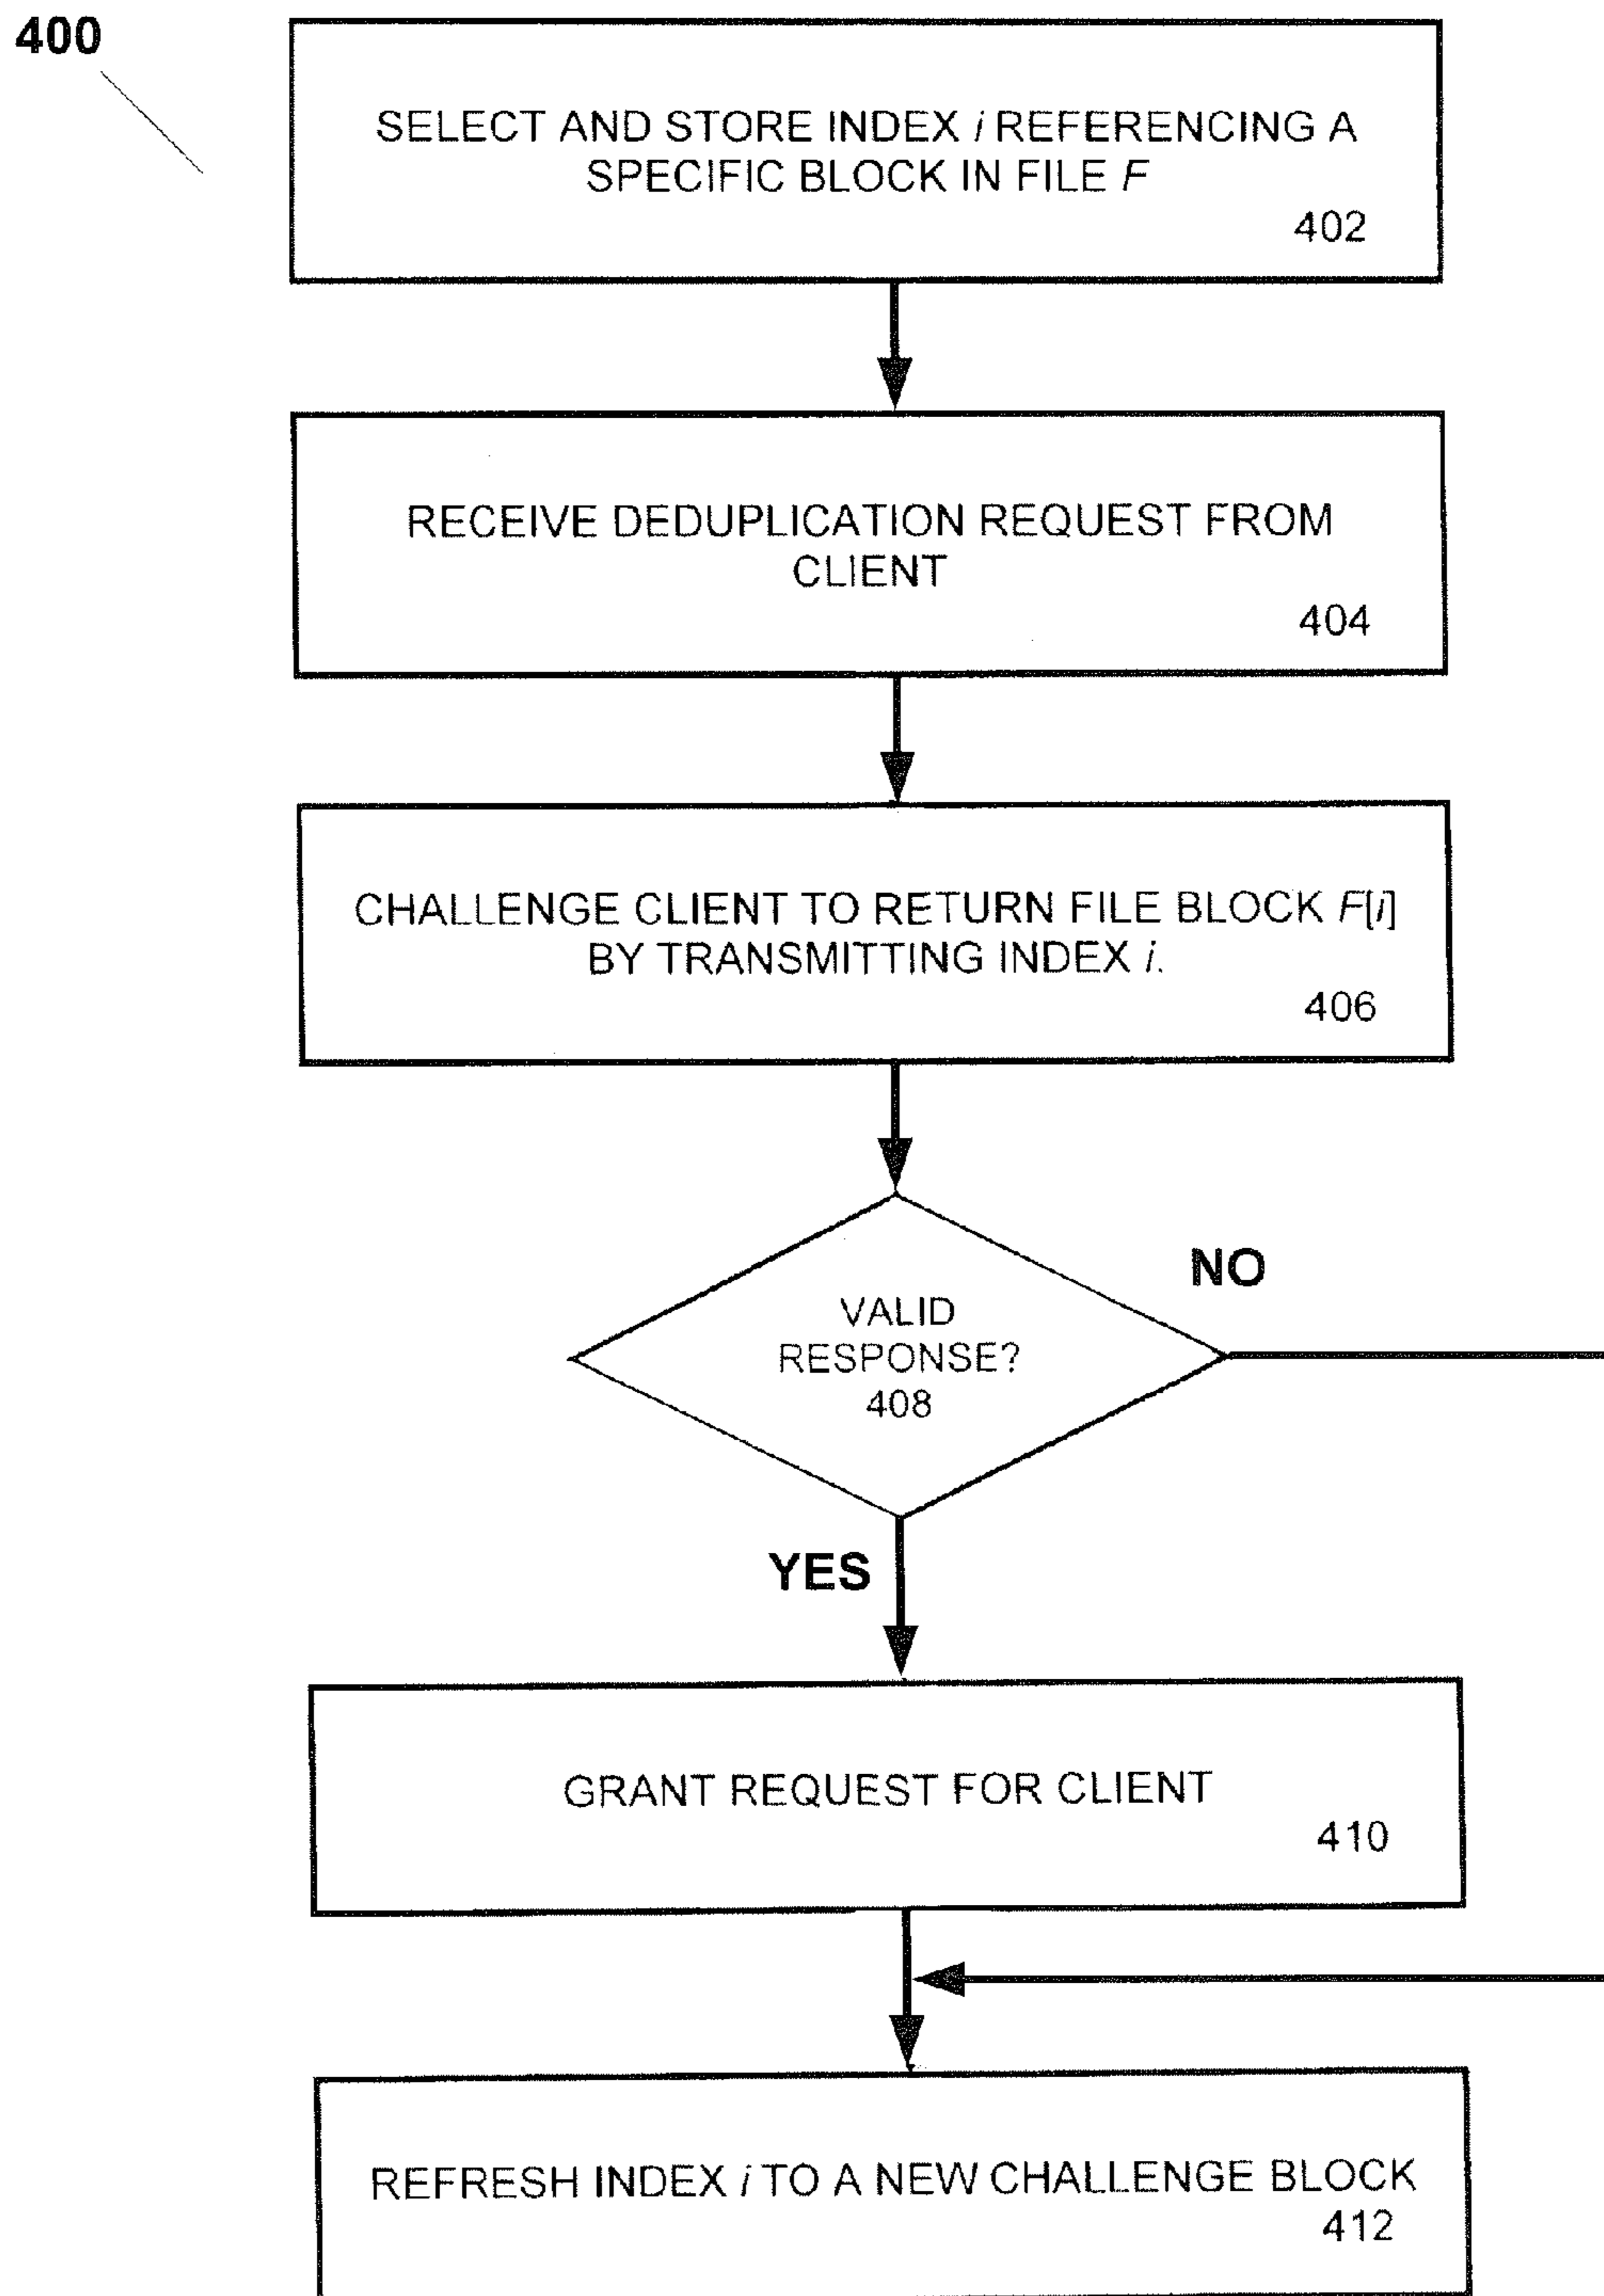 400
SELECT AND STORE INDEX i REFERENCING A
SPECIFIC BLOCK IN FILE F
402
RECEIVE DEDUPLICATION REQUEST FROM
CLIENT
404
CHALLENGE CLIENT TO RETURN FILE BLOCK F[i]
BY TRANSMITTING INDEX i.
406
NO
VALID
RESPONSE?
408
YES
GRANT REQUEST FOR CLIENT
410
REFRESH INDEX i TO A NEW CHALLENGE BLOCK
412